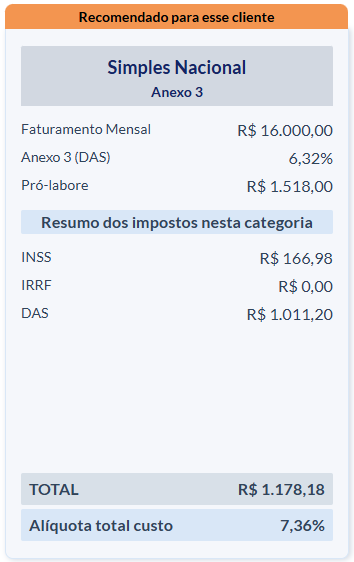 Recomendado para esse cliente
Simples Nacional
Anexo 3
Faturamento Mensal R$ 16.000,00
Anexo 3 (DAS) 6,32%
Pró-labore R$ 1.518,00
Resumo dos impostos nesta categoria
INSS R$ 166,98
IRRF R$ 0,00
DAS R$ 1.011,20
TOTAL R$ 1.178,18
Alíquota total custo 7,36%